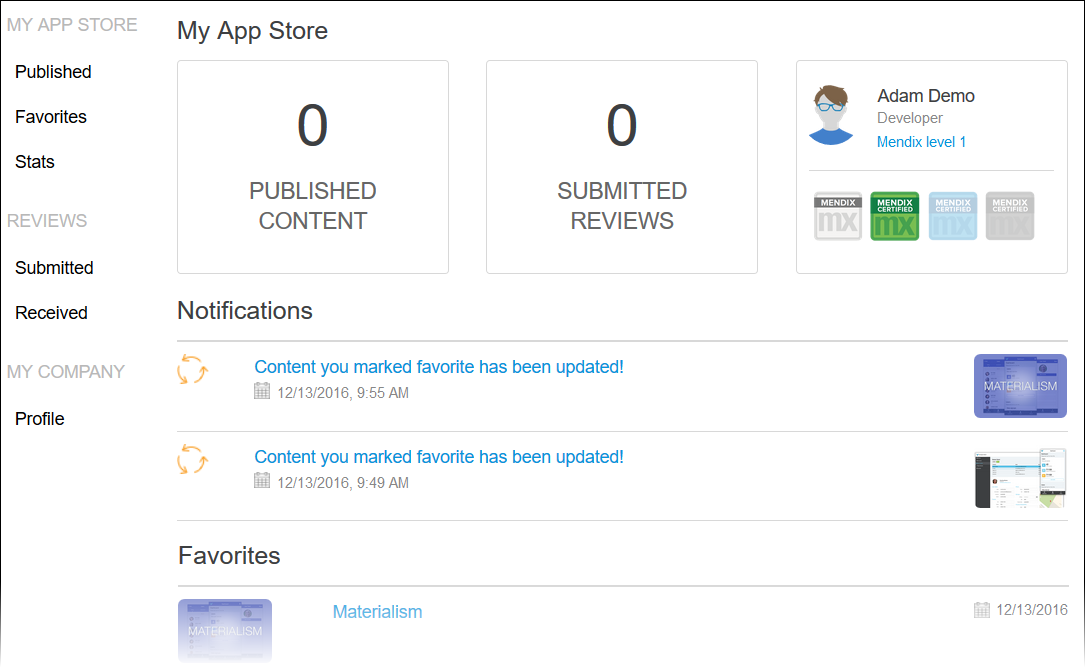 MY APP STORE
Published
Favorites
Stats
REVIEWS
Submitted
Received
MY COMPANY
Profile
My App Store
0
PUBLISHED
CONTENT
0
SUBMITTED
REVIEWS
Adam Demo
Developer
Mendix level 1
MENDIX
mx
MENDIX
CERTIFIED
mx
MENDIX
CERTIFIED
mx
MENDIX
CERTIFIED
mx
Notifications
Content you marked favorite has been updated!
12/13/2016, 9:55 AM
MATERIALISM
Content you marked favorite has been updated!
12/13/2016, 9:49 AM
Favorites
MATERIALISM
Materialism
12/13/2016